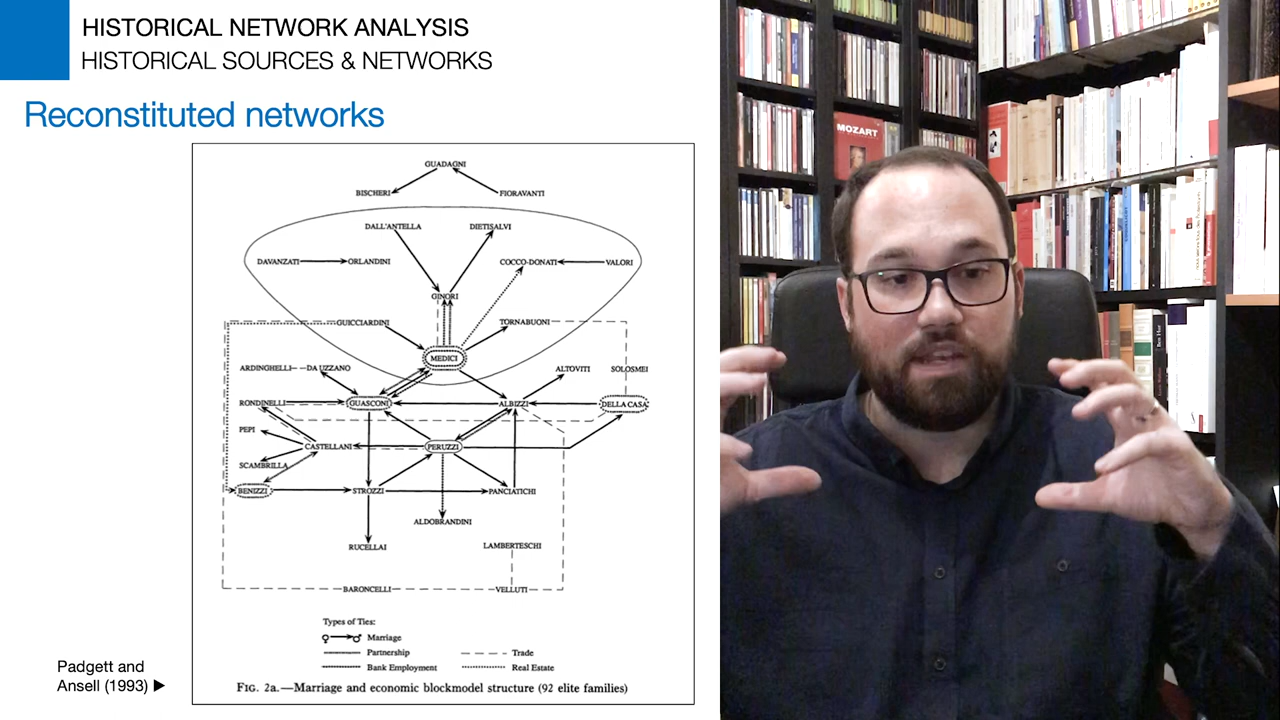 HISTORICAL NETWORK ANALYSIS
HISTORICAL SOURCES & NETWORKS
Reconstituted networks
GUADAGNI
BISCHERI
FIORAVANTI
DALL'ANTELLA
DIETISALVI
DAVANZATI
ORLANDINI
COCCO-DONATI
VALORI
GINORI
GUICCIARDINI
TORNABUONI
MEDICI
ARDINGHELLI
DA UZZANO
ALTOVITI
SOLOSMEI
RONDINELLI
GUASCONI
ALBIZZI
DELLA CASA
PEPI
CASTELLANI
PERUZZI
SCAMBRILLA
BENIZZI
STROZZI
PANCIATICHI
ALDOBRANDINI
RUCELLAI
LAMBERTESCHI
BARONCELLI
VELLUTI
Types of Ties:
Marriage
Partnership
Trade
Bank Employment
Real Estate
FIG. 2a.—Marriage and economic blockmodel structure (92 elite families)
Padgett and
Ansell (1993) ▶
MOZART